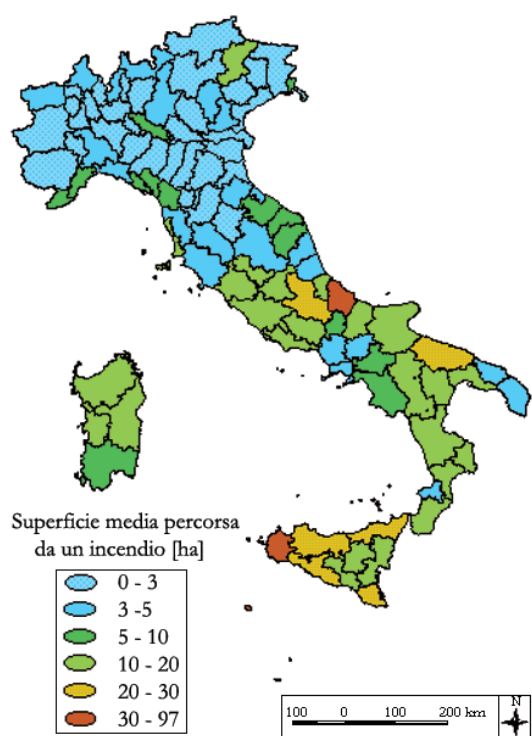 Superficie media percorsa
da un incendio [ha]
0 - 3
3 -5
5 - 10
10 - 20
20 - 30
30 - 97
100 0 100 200 km
N